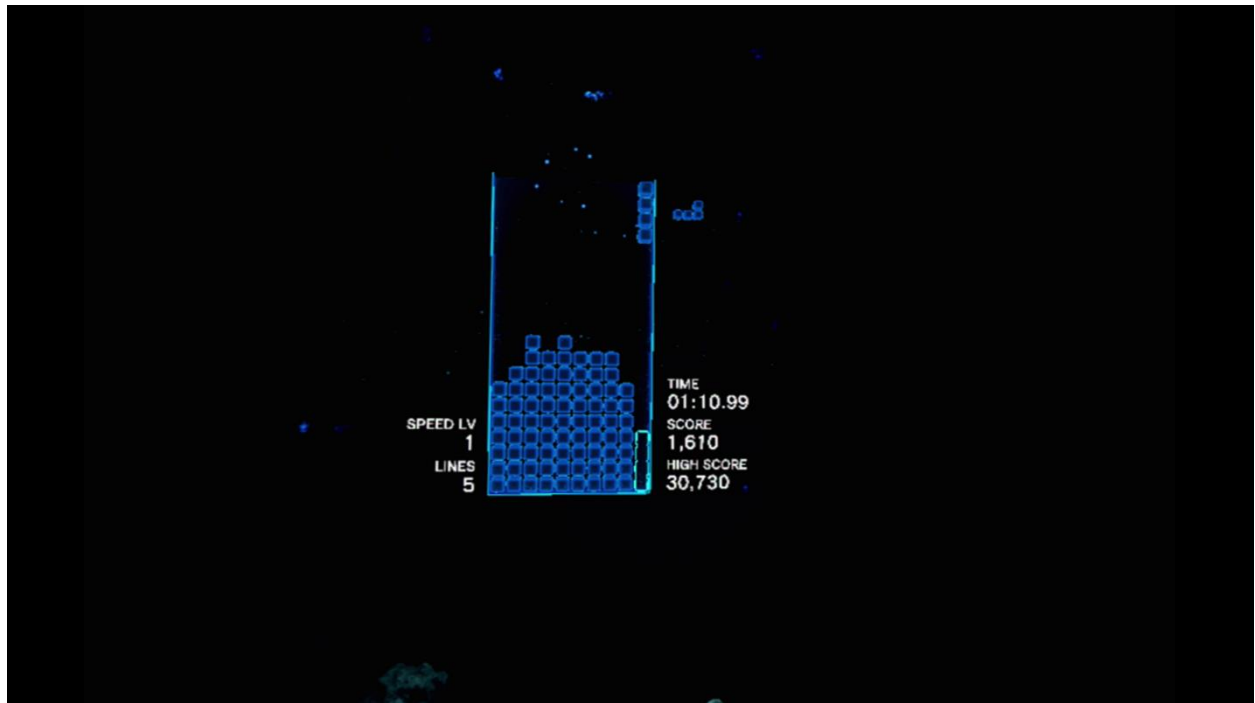 SPEED LV
1
LINES
5
TIME
01:10.99
SCORE
1,610
HIGH SCORE
30,730